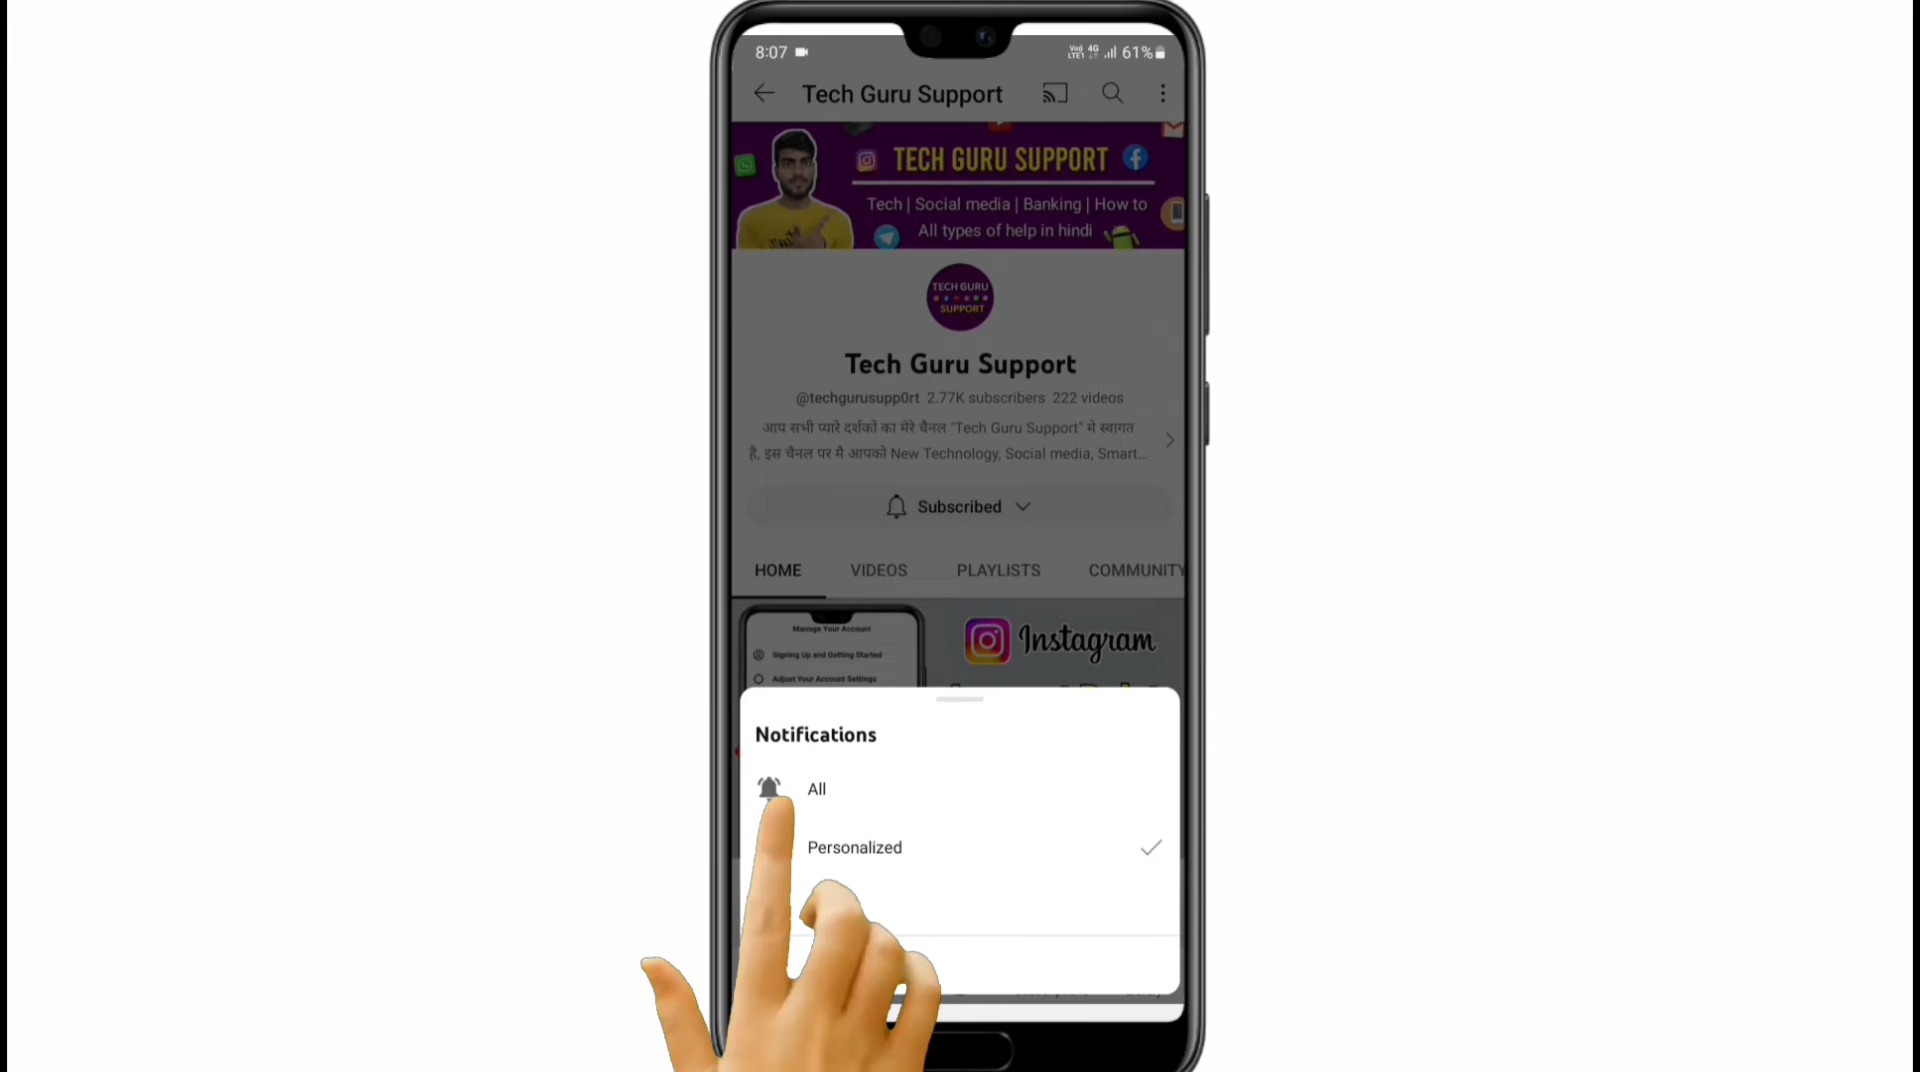 8:07
Vo) 4G
LTE1 61%
Tech Guru Support
TECH GURU SUPPORT
Tech | Social media | Banking | How to
All types of help in hindi
TECH GURU
SUPPORT
Tech Guru Support
@techgurusupp0rt 2.77K subscribers 222 videos
आप सभी प्यारे दर्शकों का मेरे चैनल "Tech Guru Support" मे स्वागत
है, इस चैनल पर मै आपको New Technology, Social media, Smart...
Subscribed
HOME VIDEOS PLAYLISTS COMMUNITY
Manage Your Account
Signing Up and Getting Started
Adjust Your Account Settings
Instagram
Notifications
All
Personalized